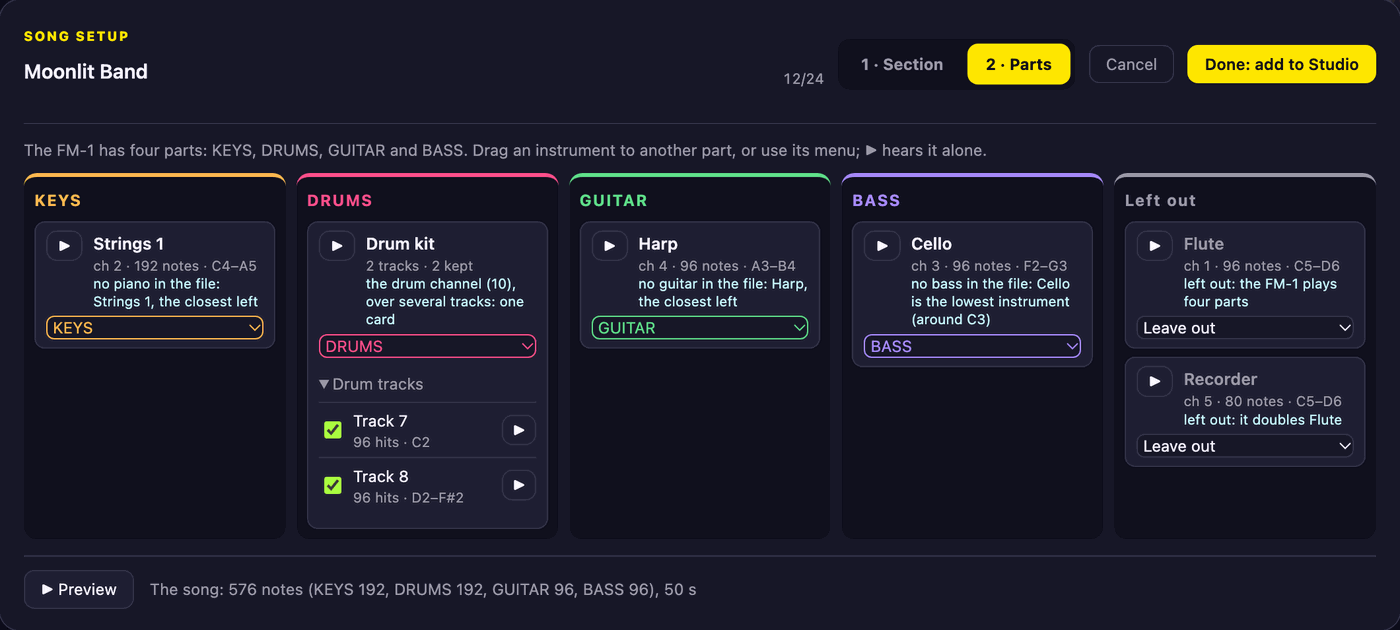 SONG SETUP
Moonlit Band
12/24
1 · Section
2 · Parts
Cancel
Done: add to Studio
The FM-1 has four parts: KEYS, DRUMS, GUITAR and BASS. Drag an instrument to another part, or use its menu; ▶ hears it alone.
KEYS
Strings 1
ch 2 · 192 notes · C4–A5
no piano in the file:
Strings 1, the closest left
KEYS
DRUMS
Drum kit
2 tracks · 2 kept
the drum channel (10),
over several tracks: one
card
DRUMS
Drum tracks
Track 7
96 hits · C2
Track 8
96 hits · D2–F#2
GUITAR
Harp
ch 4 · 96 notes · A3–B4
no guitar in the file: Harp,
the closest left
GUITAR
BASS
Cello
ch 3 · 96 notes · F2–G3
no bass in the file: Cello
is the lowest instrument
(around C3)
BASS
Left out
Flute
ch 1 · 96 notes · C5–D6
left out: the FM-1 plays
four parts
Leave out
Recorder
ch 5 · 80 notes · C5–D6
left out: it doubles Flute
Leave out
▶ Preview
The song: 576 notes (KEYS 192, DRUMS 192, GUITAR 96, BASS 96), 50 s